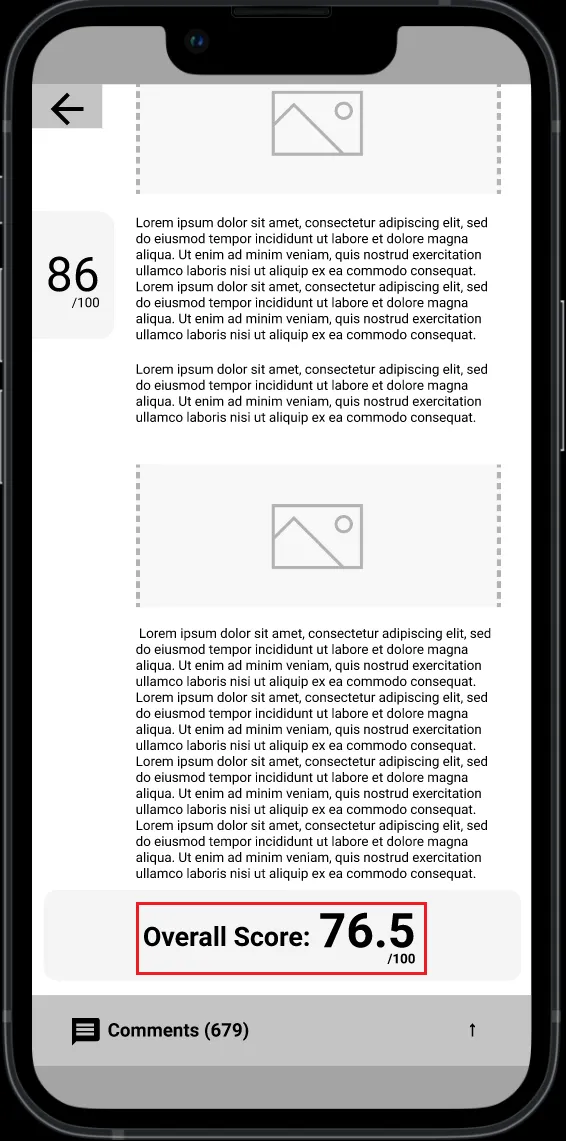 86
/100
Lorem ipsum dolor sit amet, consectetur adipiscing elit, sed
do eiusmod tempor incididunt ut labore et dolore magna
aliqua. Ut enim ad minim veniam, quis nostrud exercitation
ullamco laboris nisi ut aliquip ex ea commodo consequat.
Lorem ipsum dolor sit amet, consectetur adipiscing elit, sed
do eiusmod tempor incididunt ut labore et dolore magna
aliqua. Ut enim ad minim veniam, quis nostrud exercitation
ullamco laboris nisi ut aliquip ex ea commodo consequat.
Lorem ipsum dolor sit amet, consectetur adipiscing elit, sed
do eiusmod tempor incididunt ut labore et dolore magna
aliqua. Ut enim ad minim veniam, quis nostrud exercitation
ullamco laboris nisi ut aliquip ex ea commodo consequat.
Lorem ipsum dolor sit amet, consectetur adipiscing elit, sed
do eiusmod tempor incididunt ut labore et dolore magna
aliqua. Ut enim ad minim veniam, quis nostrud exercitation
ullamco laboris nisi ut aliquip ex ea commodo consequat.
Lorem ipsum dolor sit amet, consectetur adipiscing elit, sed
do eiusmod tempor incididunt ut labore et dolore magna
aliqua. Ut enim ad minim veniam, quis nostrud exercitation
ullamco laboris nisi ut aliquip ex ea commodo consequat.
Lorem ipsum dolor sit amet, consectetur adipiscing elit, sed
do eiusmod tempor incididunt ut labore et dolore magna
aliqua. Ut enim ad minim veniam, quis nostrud exercitation
ullamco laboris nisi ut aliquip ex ea commodo consequat.
Lorem ipsum dolor sit amet, consectetur adipiscing elit, sed
do eiusmod tempor incididunt ut labore et dolore magna
aliqua. Ut enim ad minim veniam, quis nostrud exercitation
ullamco laboris nisi ut aliquip ex ea commodo consequat.
Overall Score: 76.5
/100
Comments (679) ↑